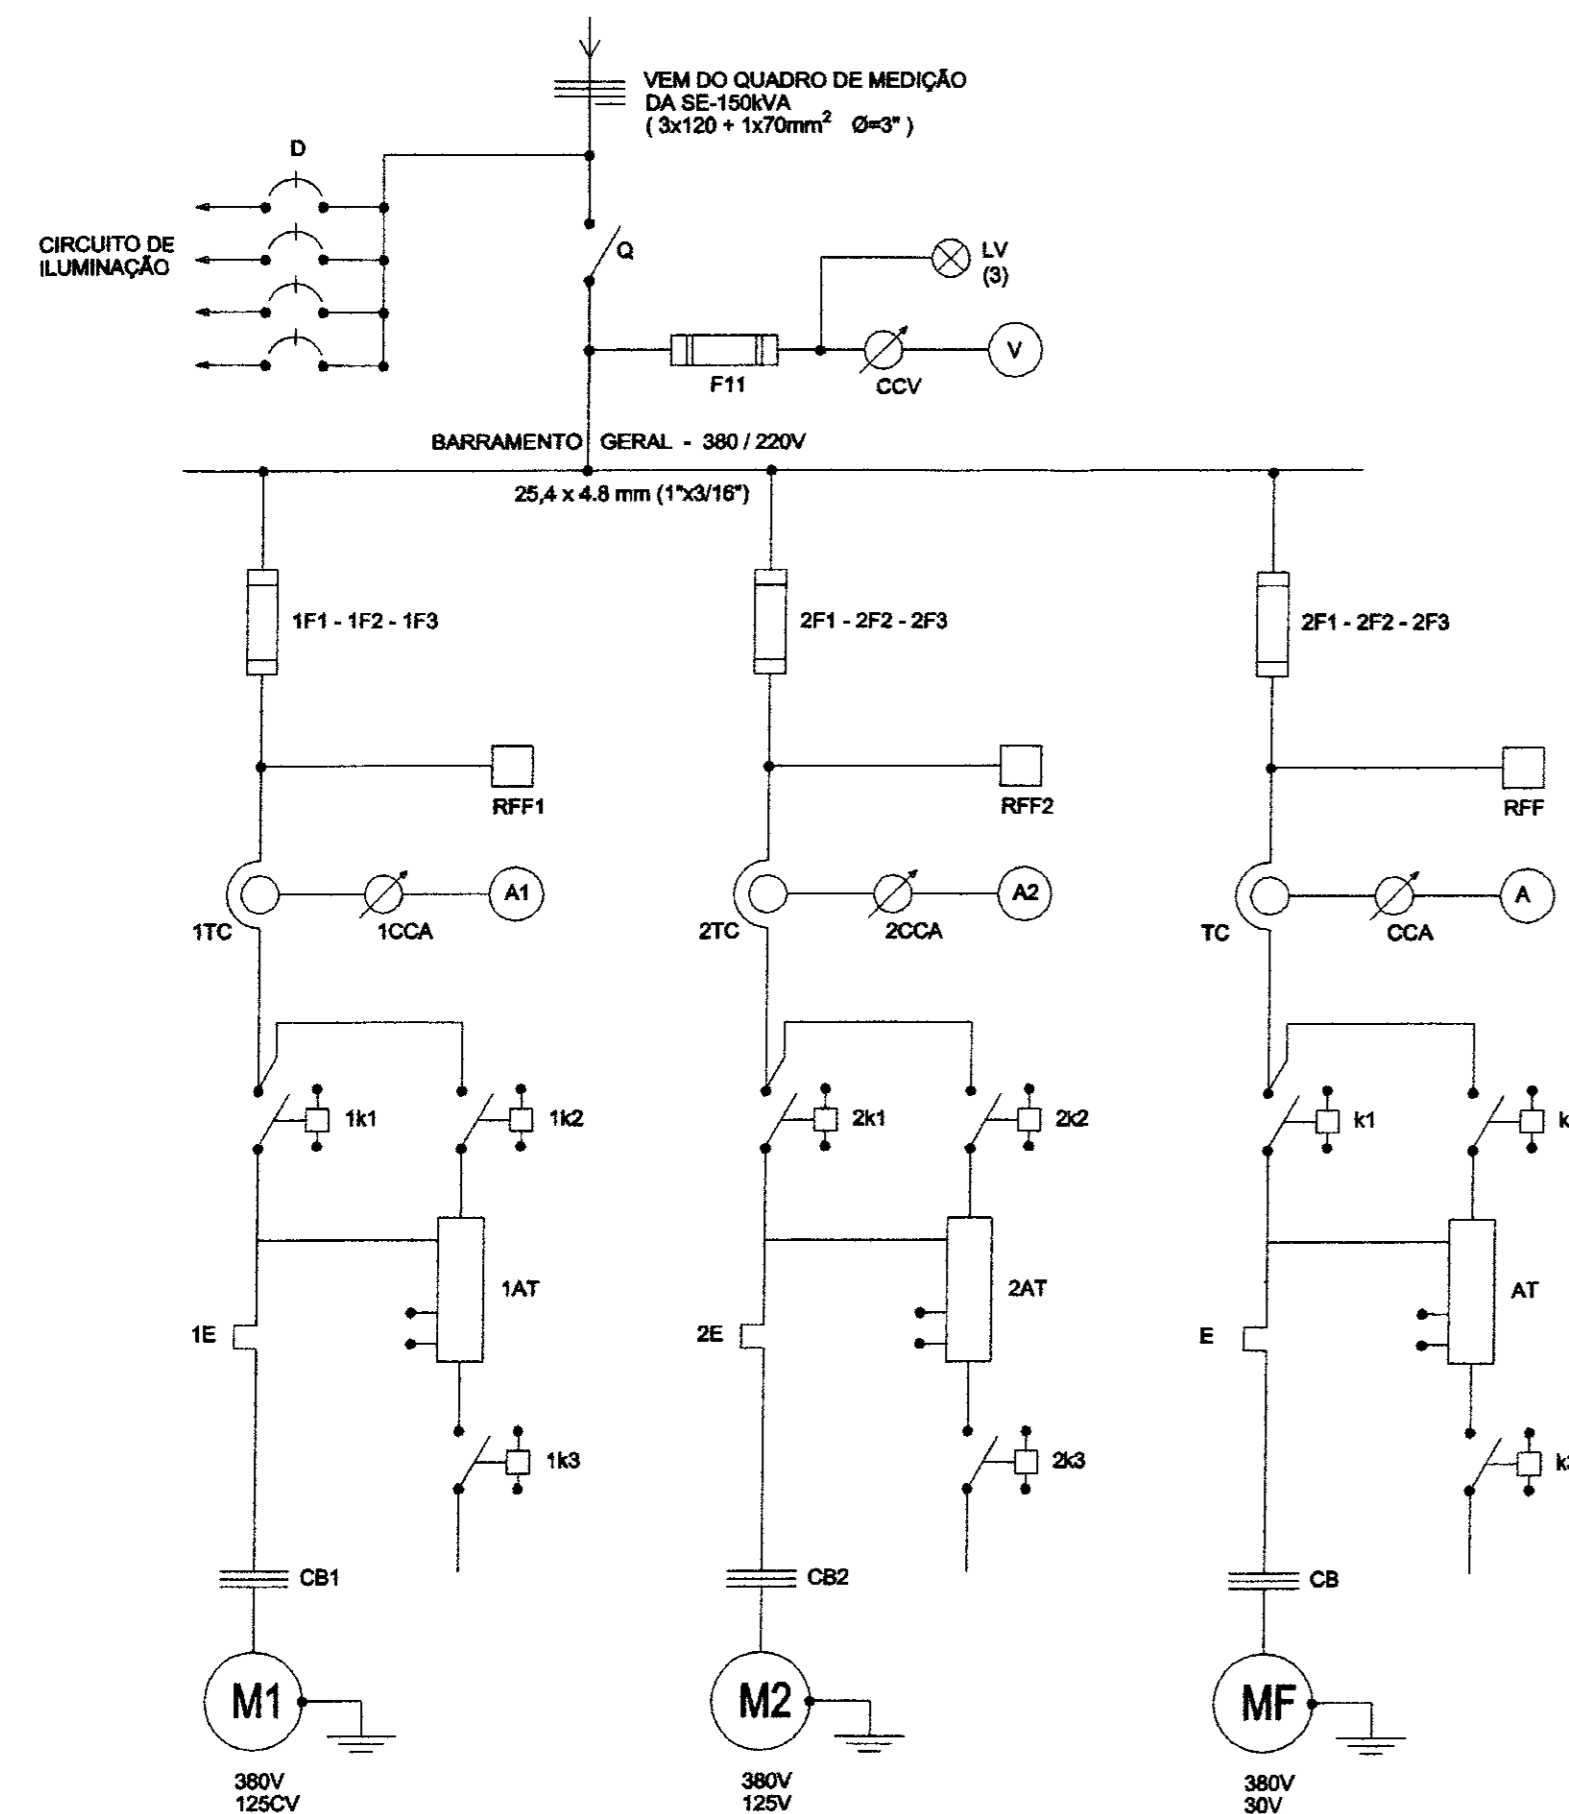 VEM DO QUADRO DE MEDIÇÃO
DA SE-150kVA
( 3x120 + 1x70mm² Ø=3" )
D
CIRCUITO DE
ILUMINAÇÃO
Q
LV
(3)
V
F11
CCV
BARRAMENTO GERAL - 380 / 220V
25,4 x 4.8 mm (1"x3/16")
1F1 - 1F2 - 1F3
2F1 - 2F2 - 2F3
2F1 - 2F2 - 2F3
RFF1
RFF2
RFF
A1
A2
A
1TC
1CCA
2TC
2CCA
TC
CCA
1k1
1k2
2k1
2k2
k1
k
1AT
2AT
AT
1E
2E
E
1k3
2k3
CB1
CB2
CB
M1
M2
MF
380V
125CV
380V
125V
380V
30V